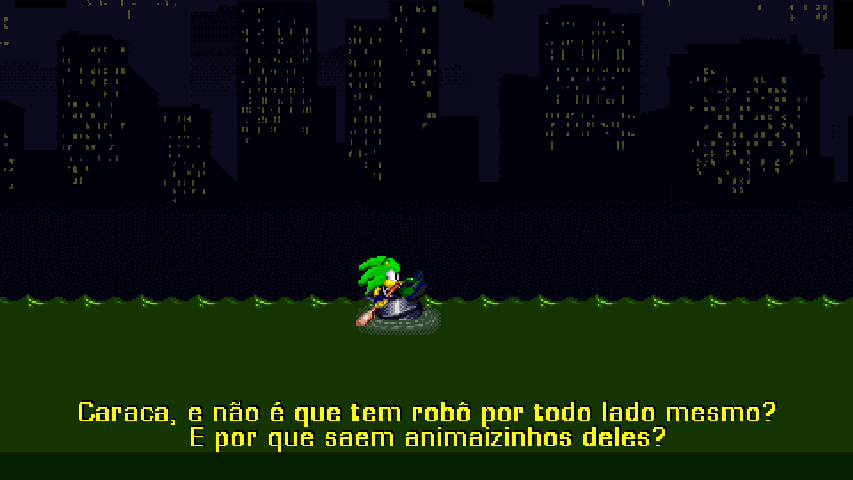 Caraca, e não é que tem robô por todo lado mesmo?
E por que saem animaizinhos deles?